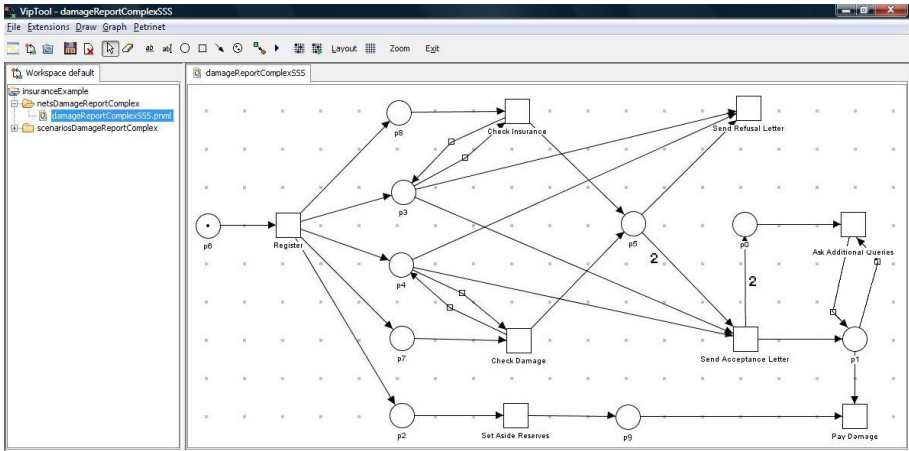 VipTool - damageReportComplexSSS
File Extensions Draw Graph Petrinet
ab ab[ Layout Zoom Exit
Workspace default
damageReportComplexSSS
insuranceExample
netsDamageReportComplex
damageReportComplexSSS.pnml
scenariosDamageReportComplex
p8
Check Insurance
Send Refusal Letter
p3
p6
Register
p5
p0
Ask Additional Queries
2
p4
2
p7
Check Damage
Send Acceptance Letter
p1
p2
Set Aside Reserves
p9
Pay Damage